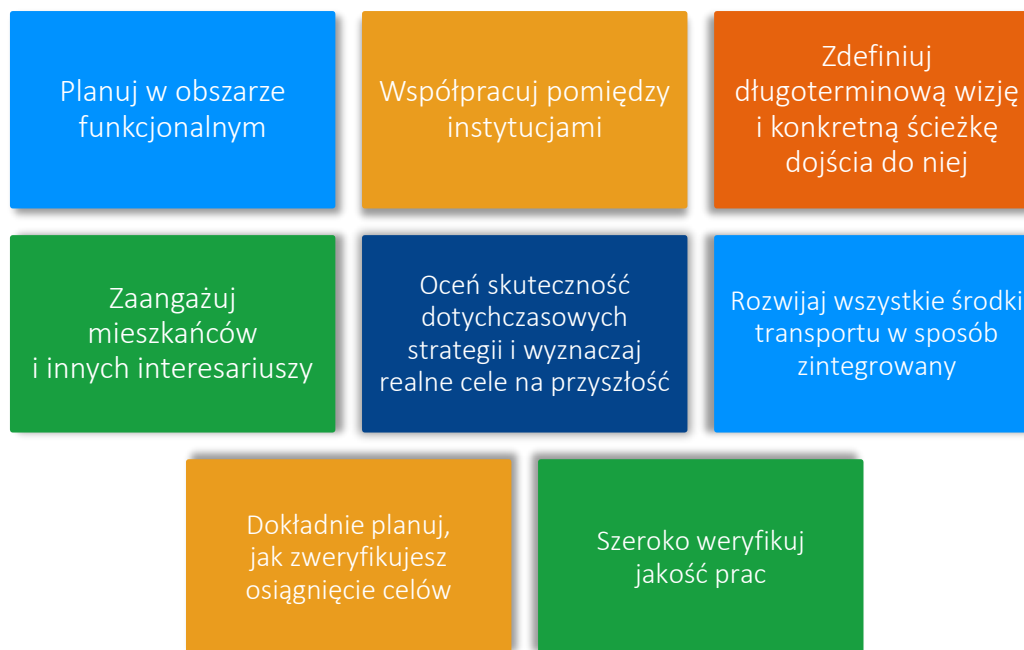 Planuj w obszarze
funkcjonalnym
Współpracuj pomiędzy
instytucjami
Zdefiniuj
długoterminową wizję
i konkretną ścieżkę
dojścia do niej
Zaangażuj
mieszkańców
i innych interesariuszy
Oceń skuteczność
dotychczasowych
strategii i wyznaczaj
realne cele na przyszłość
Rozwijaj wszystkie środki
transportu w sposób
zintegrowany
Dokładnie planuj,
jak zweryfikujesz
osiągnięcie celów
Szeroko weryfikuj
jakość prac